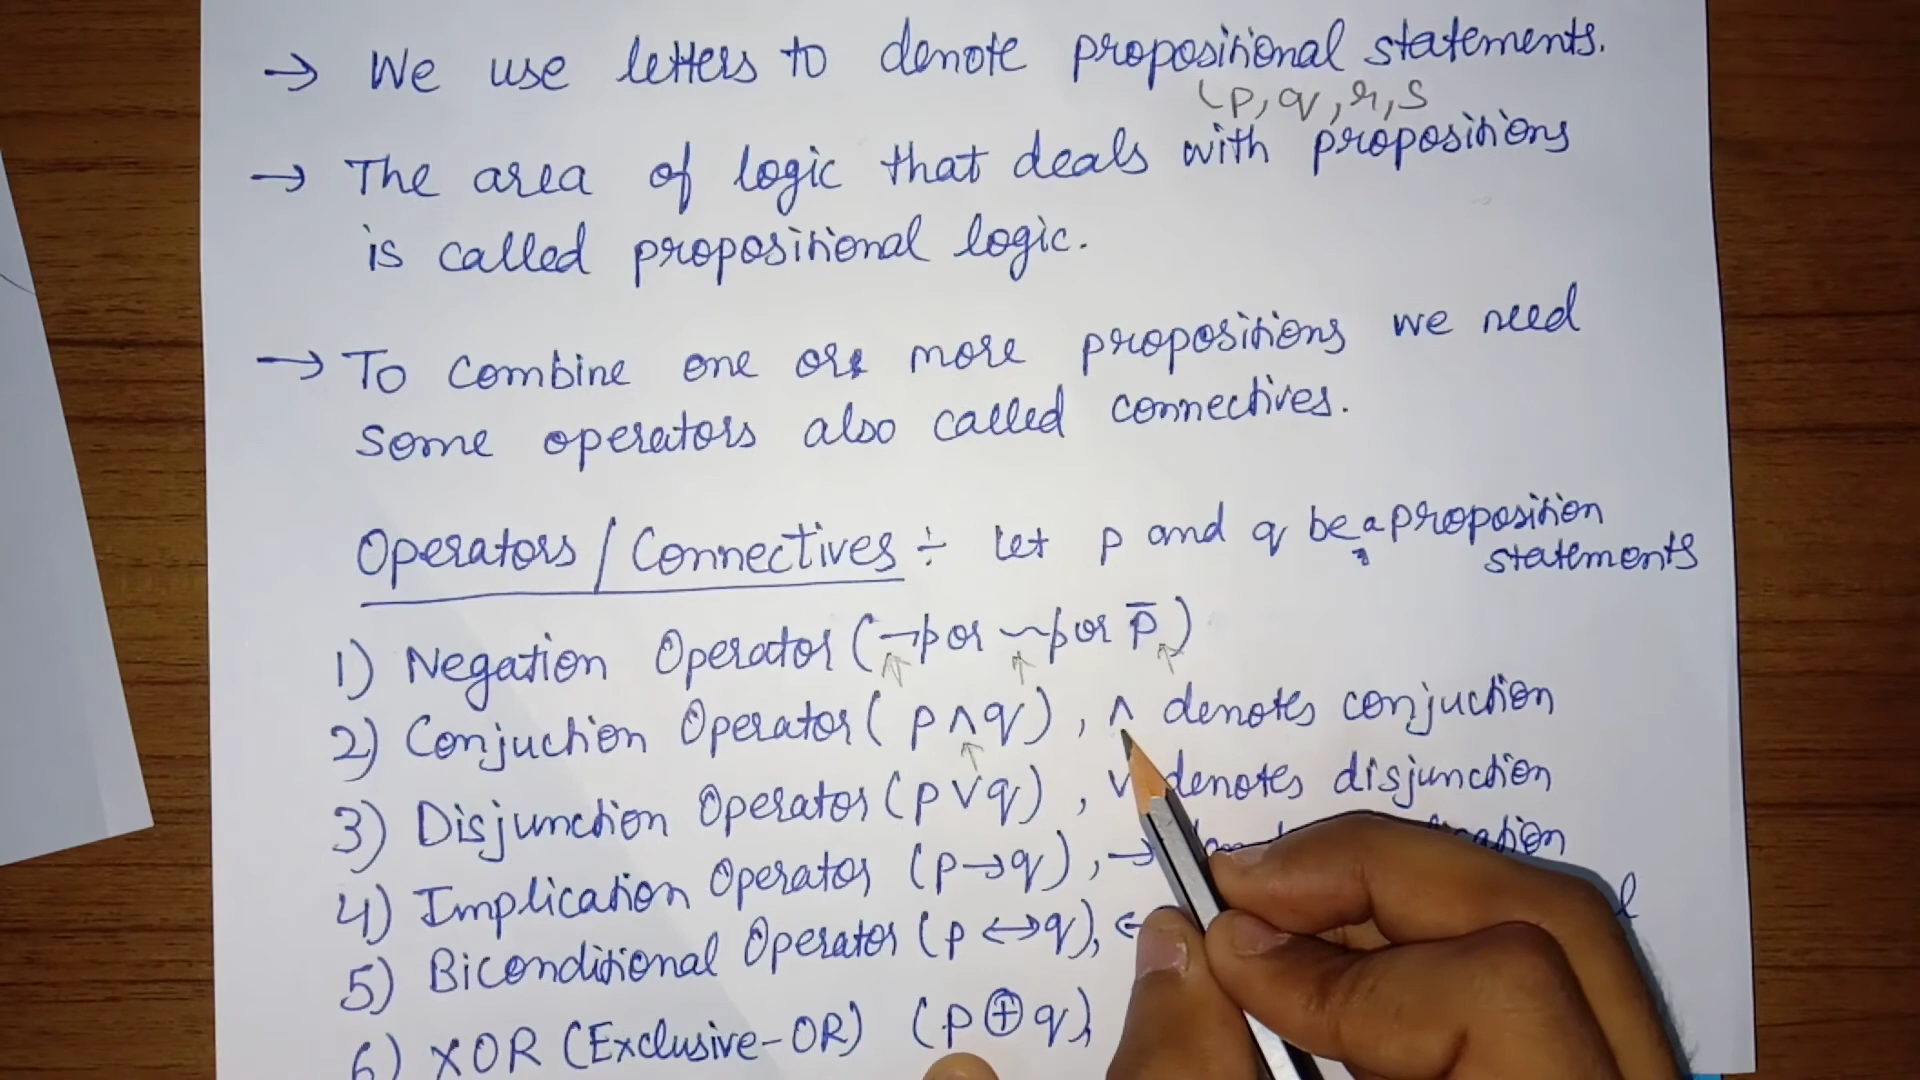 → We use letters to denote propositional statements.
(p, q, r, s
→ The area of logic that deals with propositions
is called propositional logic.
→ To combine one or more propositions we need
some operators also called connectives.
Operators / Connectives ÷ let p and q be a proposition
statements
1) Negation Operator (¬p or ~p or p̅)
2) Conjuction Operator (p ∧ q), ∧ denotes conjuction
3) Disjunction Operator (p ∨ q), ∨ denotes disjunction
4) Implication Operator (p → q), →
5) Biconditional Operator (p ↔ q),
6) XOR (Exclusive-OR) (p ⊕ q),